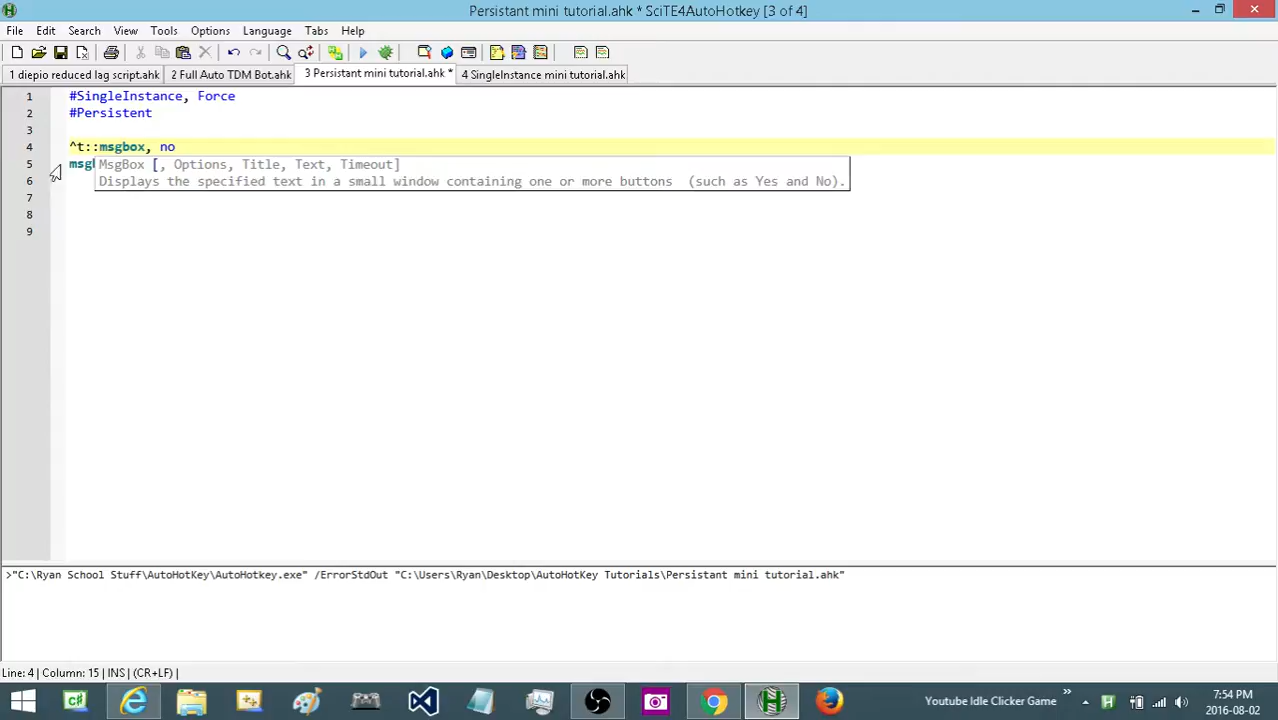 Persistant mini tutorial.ahk * SciTE4AutoHotkey [3 of 4]
File Edit Search View Tools Options Language Tabs Help
1 diepio reduced lag script.ahk 2 Full Auto TDM Bot.ahk 3 Persistant mini tutorial.ahk * 4 SingleInstance mini tutorial.ahk
1 #SingleInstance, Force
2 #Persistent
3
4 ^t::msgbox, no
5 msgb MsgBox [, Options, Title, Text, Timeout]
6 Displays the specified text in a small window containing one or more buttons (such as Yes and No).
7
8
9
>"C:\Ryan School Stuff\AutoHotKey\AutoHotkey.exe" /ErrorStdOut "C:\Users\Ryan\Desktop\AutoHotKey Tutorials\Persistant mini tutorial.ahk"
Line: 4 | Column: 15 | INS | (CR+LF) |
Youtube Idle Clicker Game
7:54 PM
2016-08-02